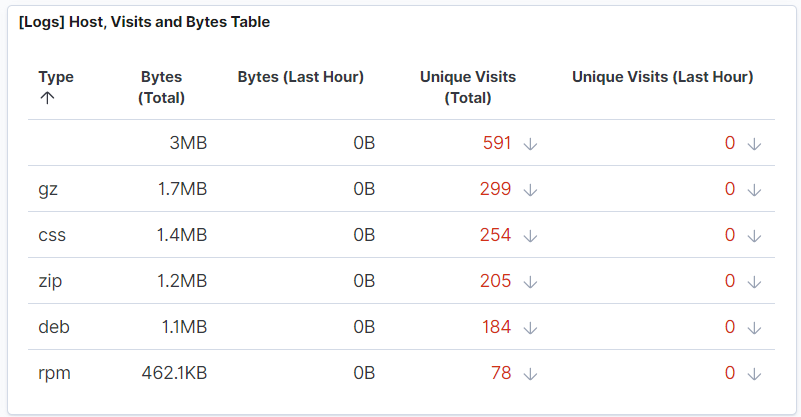 [Logs] Host, Visits and Bytes Table
Type Bytes (Total) Bytes (Last Hour) Unique Visits (Total) Unique Visits (Last Hour)
3MB 0B 591 0
gz 1.7MB 0B 299 0
css 1.4MB 0B 254 0
zip 1.2MB 0B 205 0
deb 1.1MB 0B 184 0
rpm 462.1KB 0B 78 0